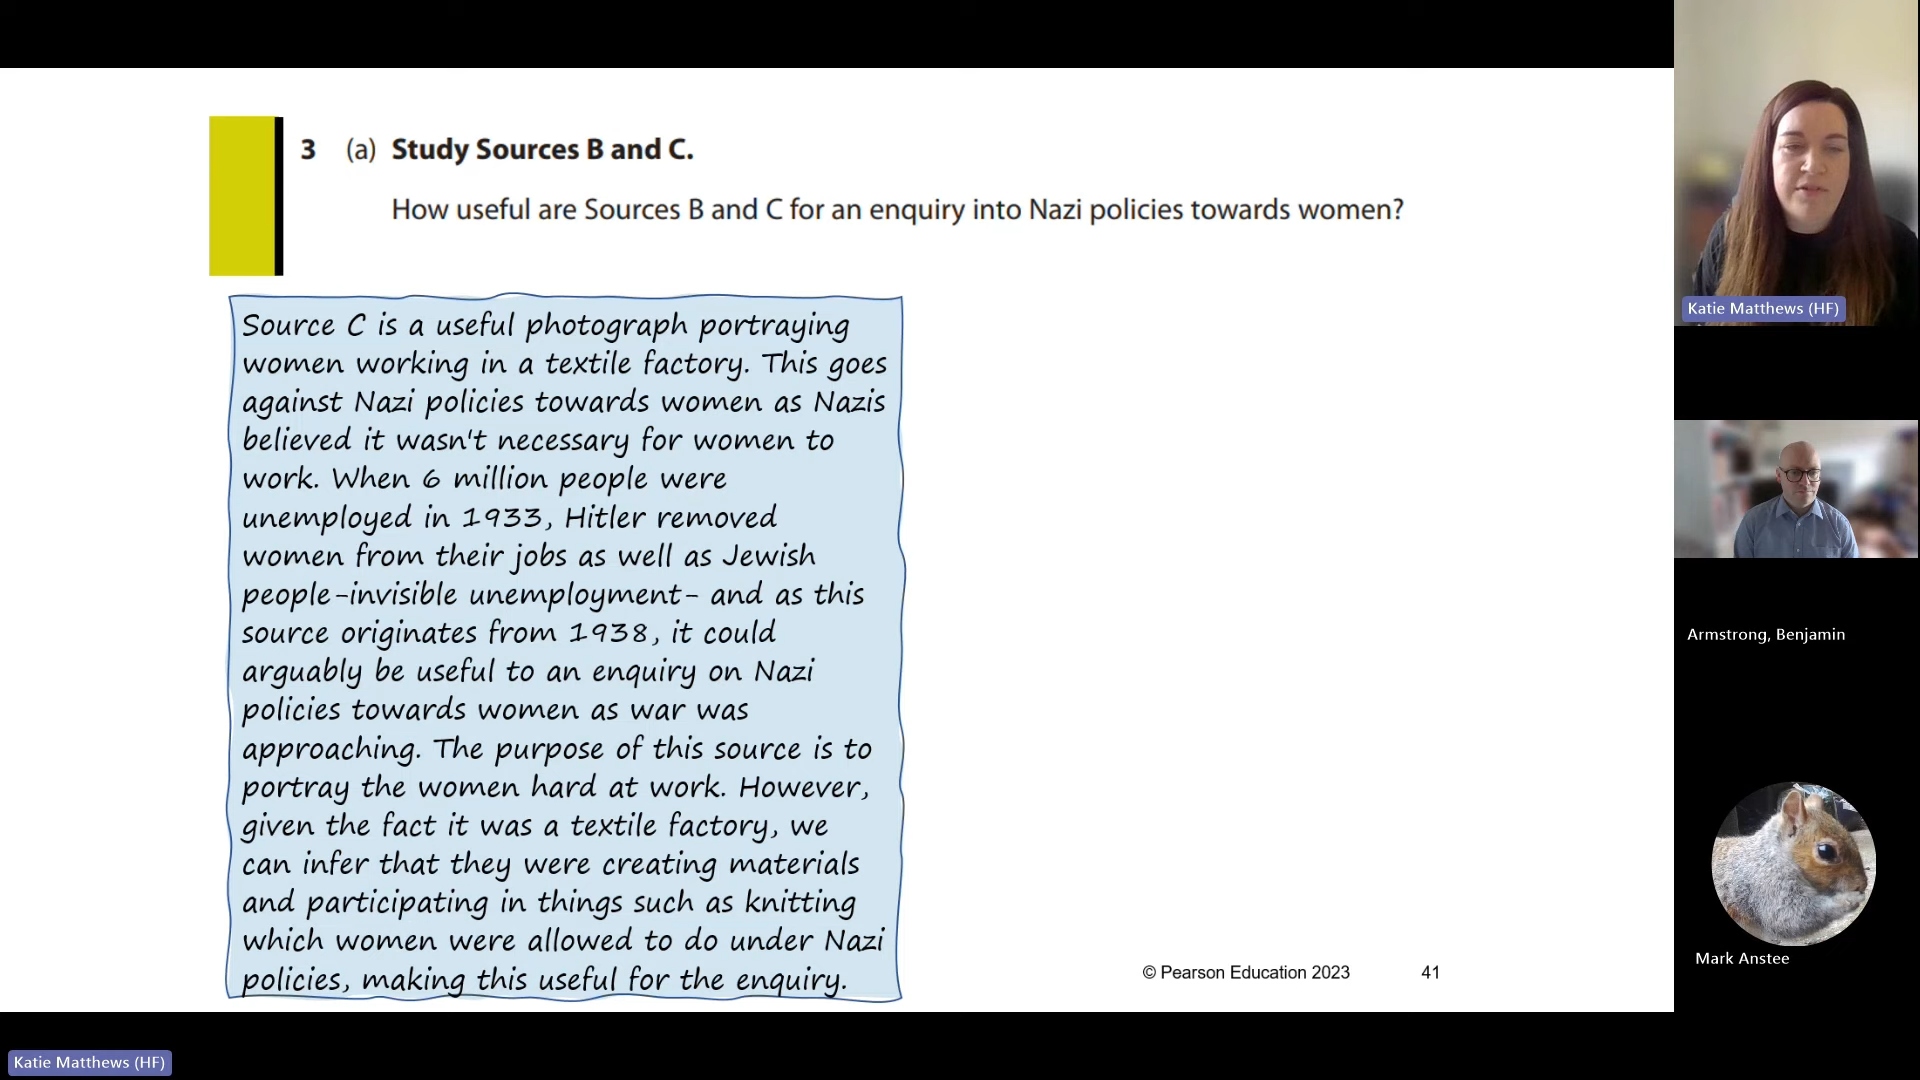 3 (a) Study Sources B and C.
How useful are Sources B and C for an enquiry into Nazi policies towards women?
Source C is a useful photograph portraying
women working in a textile factory. This goes
against Nazi policies towards women as Nazis
believed it wasn't necessary for women to
work. When 6 million people were
unemployed in 1933, Hitler removed
women from their jobs as well as Jewish
people-invisible unemployment- and as this
source originates from 1938, it could
arguably be useful to an enquiry on Nazi
policies towards women as war was
approaching. The purpose of this source is to
portray the women hard at work. However,
given the fact it was a textile factory, we
can infer that they were creating materials
and participating in things such as knitting
which women were allowed to do under Nazi
policies, making this useful for the enquiry.
© Pearson Education 2023 41
Katie Matthews (HF)
Armstrong, Benjamin
Mark Anstee
Katie Matthews (HF)